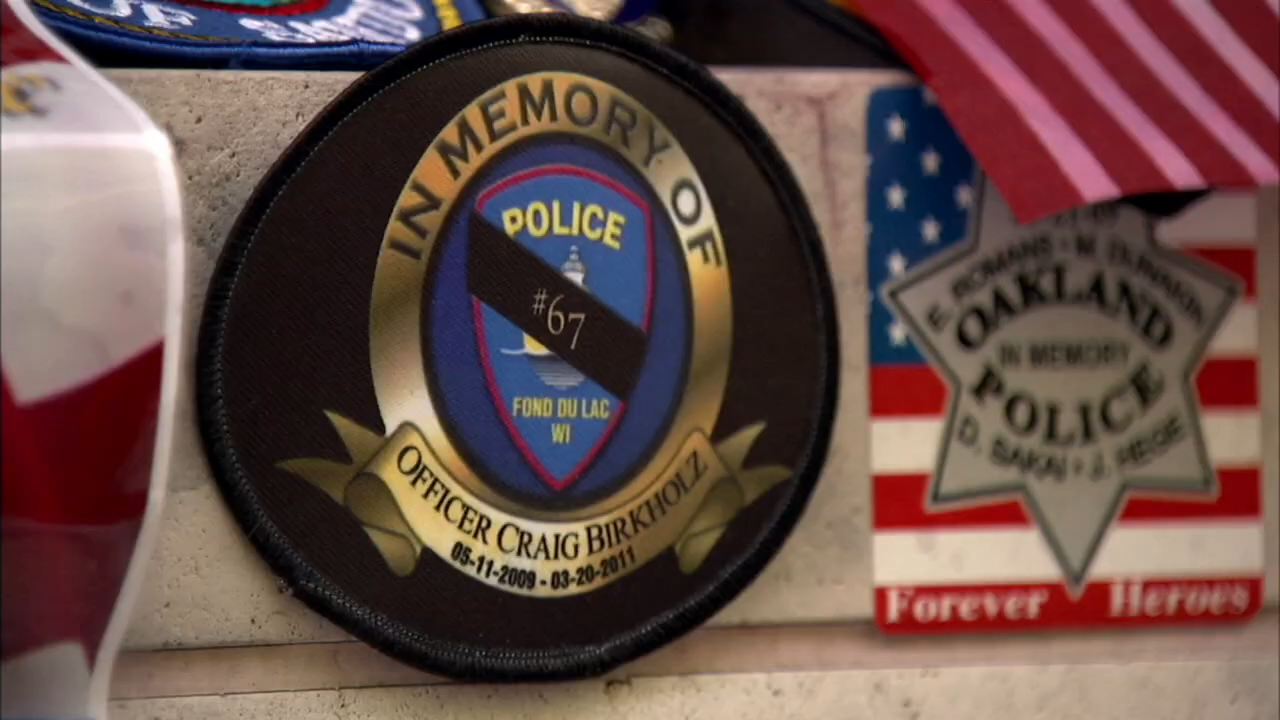 IN MEMORY OF
POLICE
#67
FOND DU LAC
WI
OFFICER CRAIG BIRKHOLZ
05-11-2009 - 03-20-2011
E. ROMANS • M. DUNAKIN
OAKLAND
IN MEMORY
POLICE
D. SAKAI • J. HEGE
Forever Heroes